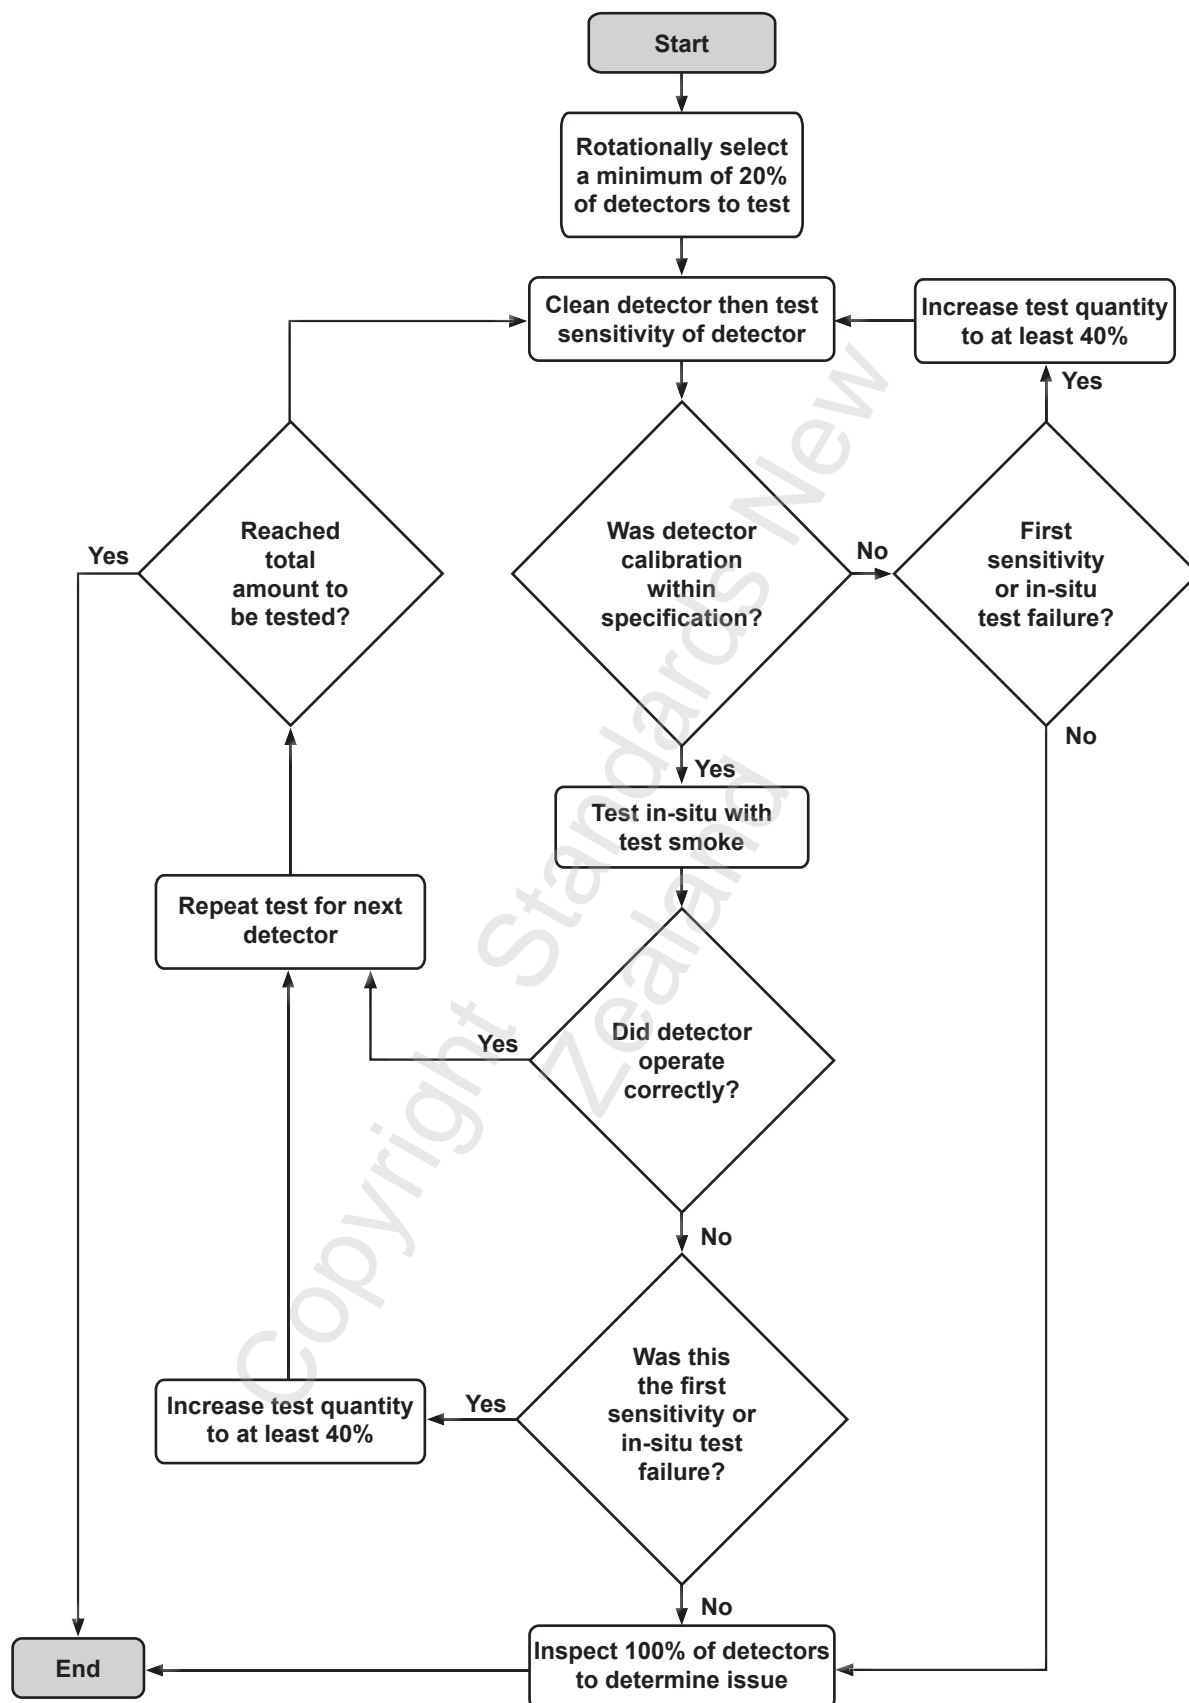 Start
Rotationally select
a minimum of 20%
of detectors to test
Clean detector then test
sensitivity of detector
Increase test quantity
to at least 40%
Yes
Reached
total
amount to
be tested?
Yes
Was detector
calibration
within
specification?
No
First
sensitivity
or in-situ
test failure?
No
Yes
Test in-situ with
test smoke
Repeat test for next
detector
Yes
Did detector
operate
correctly?
No
Was this
the first
sensitivity or
in-situ test
failure?
Yes
Increase test quantity
to at least 40%
No
Inspect 100% of detectors
to determine issue
End
Copyright Standards New
Zealand